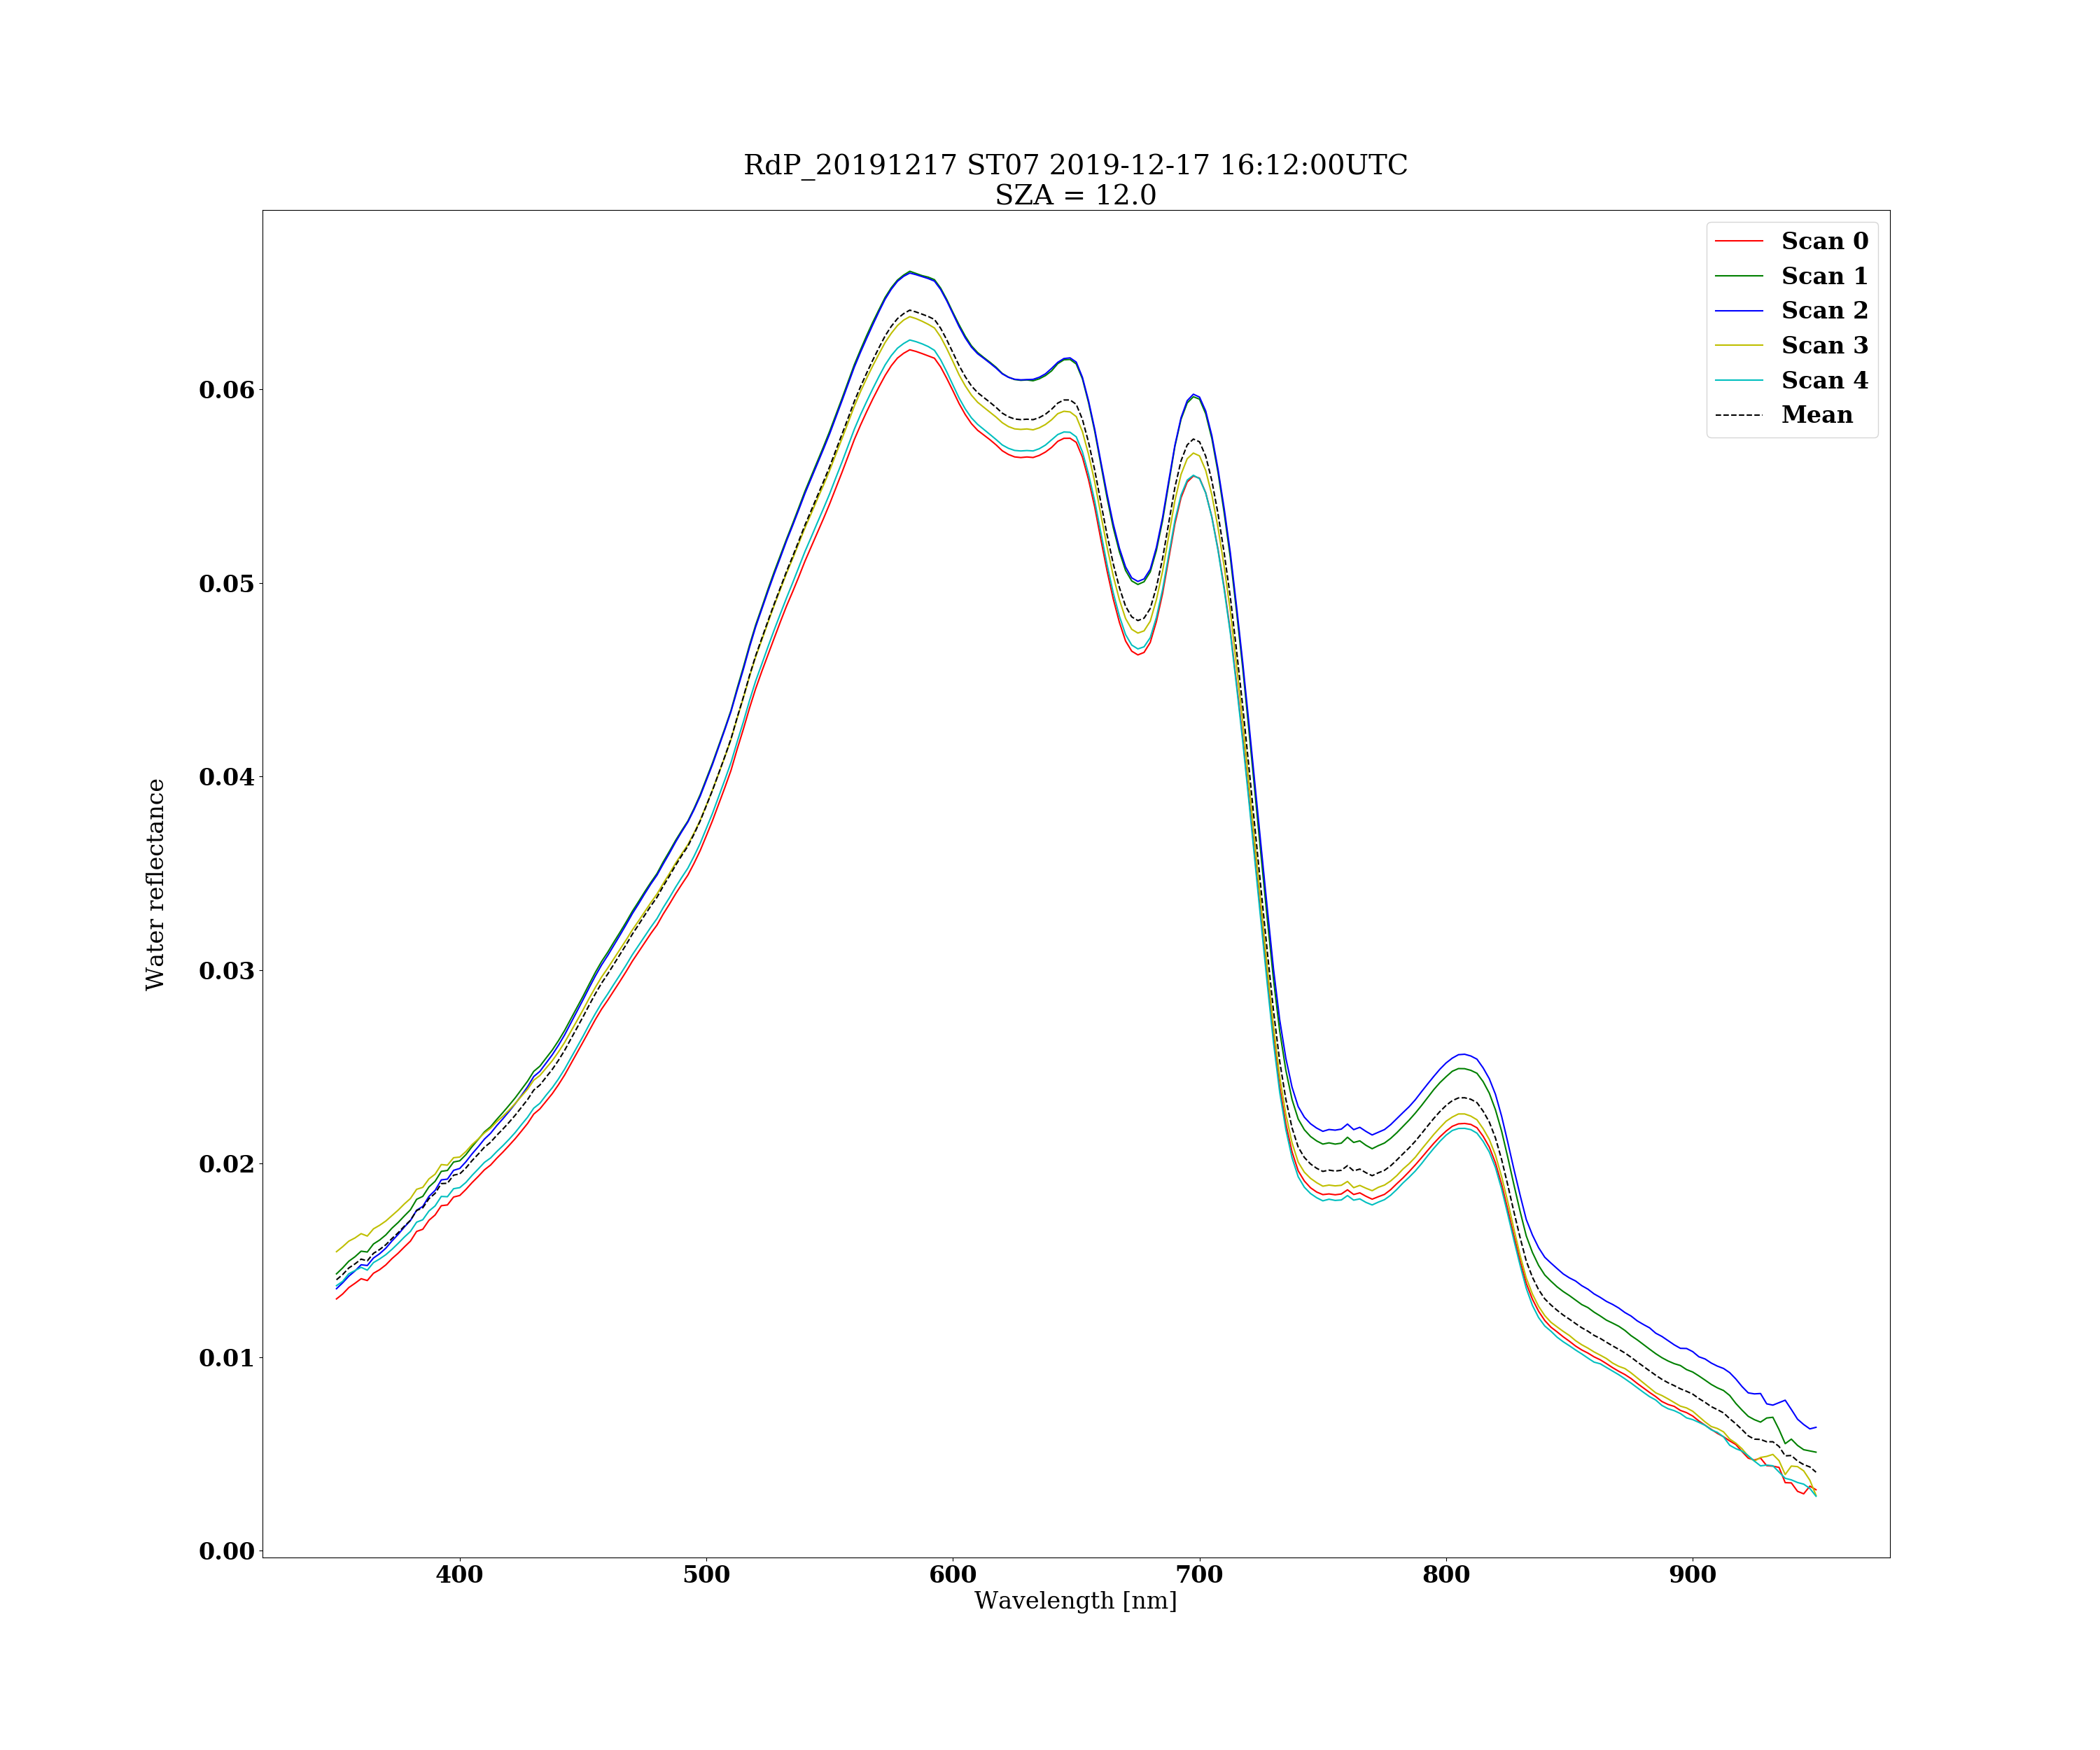 RdP_20191217 ST07 2019-12-17 16:12:00UTC
SZA = 12.0
Scan 0
Scan 1
Scan 2
Scan 3
Scan 4
Mean
Water reflectance
0.06
0.05
0.04
0.03
0.02
0.01
0.00
400 500 600 700 800 900
Wavelength [nm]